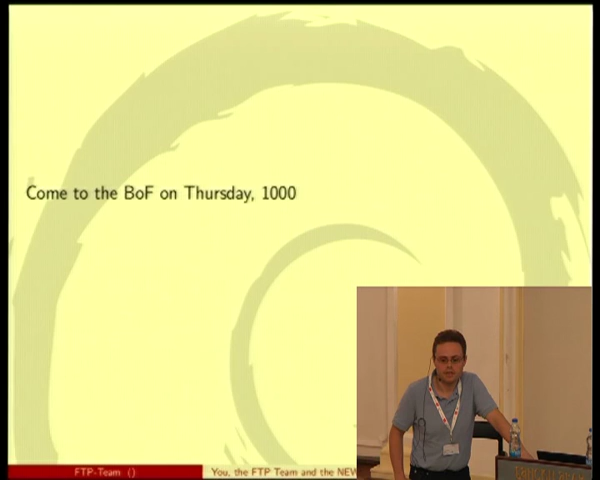 Come to the BoF on Thursday, 1000
FTP-Team ()
You, the FTP Team and the NEW